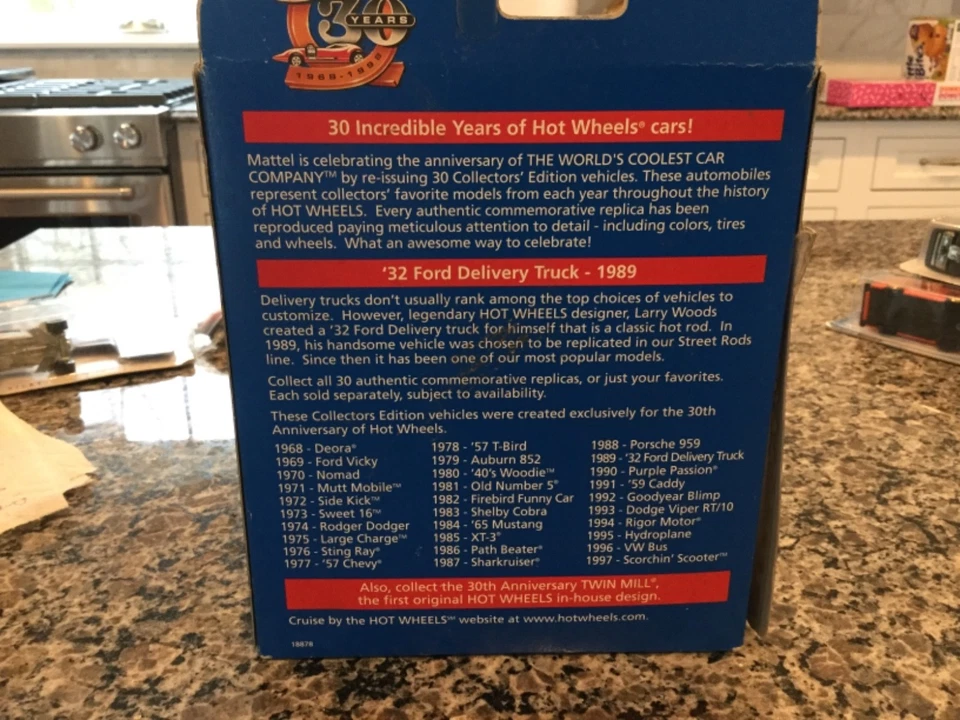 30
YEARS
1968-1998
30 Incredible Years of Hot Wheels® cars!
Mattel is celebrating the anniversary of THE WORLD'S COOLEST CAR
COMPANY™ by re-issuing 30 Collectors' Edition vehicles. These automobiles
represent collectors' favorite models from each year throughout the history
of HOT WHEELS. Every authentic commemorative replica has been
reproduced paying meticulous attention to detail - including colors, tires
and wheels. What an awesome way to celebrate!
'32 Ford Delivery Truck - 1989
Delivery trucks don't usually rank among the top choices of vehicles to
customize. However, legendary HOT WHEELS designer, Larry Woods
created a '32 Ford Delivery truck for himself that is a classic hot rod. In
1989, his handsome vehicle was chosen to be replicated in our Street Rods
line. Since then it has been one of our most popular models.
Collect all 30 authentic commemorative replicas, or just your favorites.
Each sold separately, subject to availability.
These Collectors Edition vehicles were created exclusively for the 30th
Anniversary of Hot Wheels.
1968 - Deora®
1969 - Ford Vicky
1970 - Nomad
1971 - Mutt Mobile™
1972 - Side Kick™
1973 - Sweet 16™
1974 - Rodger Dodger
1975 - Large Charge™
1976 - Sting Ray®
1977 - '57 Chevy®
1978 - '57 T-Bird
1979 - Auburn 852
1980 - '40's Woodie™
1981 - Old Number 5®
1982 - Firebird Funny Car
1983 - Shelby Cobra
1984 - '65 Mustang
1985 - XT-3®
1986 - Path Beater®
1987 - Sharkruiser®
1988 - Porsche 959
1989 - '32 Ford Delivery Truck
1990 - Purple Passion®
1991 - '59 Caddy
1992 - Goodyear Blimp
1993 - Dodge Viper RT/10
1994 - Rigor Motor®
1995 - Hydroplane
1996 - VW Bus
1997 - Scorchin' Scooter™
Also, collect the 30th Anniversary TWIN MILL®,
the first original HOT WHEELS in-house design.
Cruise by the HOT WHEELS℠ website at www.hotwheels.com.
18878